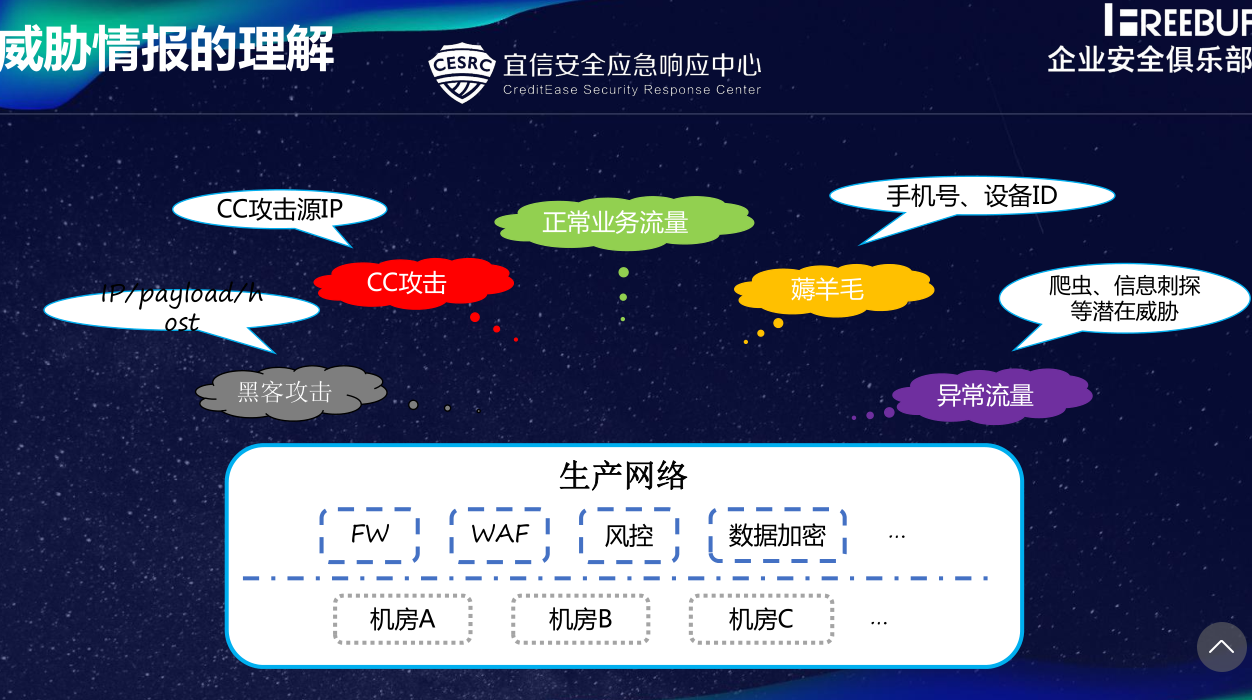 威胁情报的理解
CESRC
宜信安全应急响应中心
CreditEase Security Response Center
FREEBUF
企业安全俱乐部
CC攻击源IP
正常业务流量
手机号、设备ID
CC攻击
薅羊毛
IP/payload/h
ost
爬虫、信息刺探
等潜在威胁
黑客攻击
异常流量
生产网络
FW
WAF
风控
数据加密
...
机房A
机房B
机房C
...